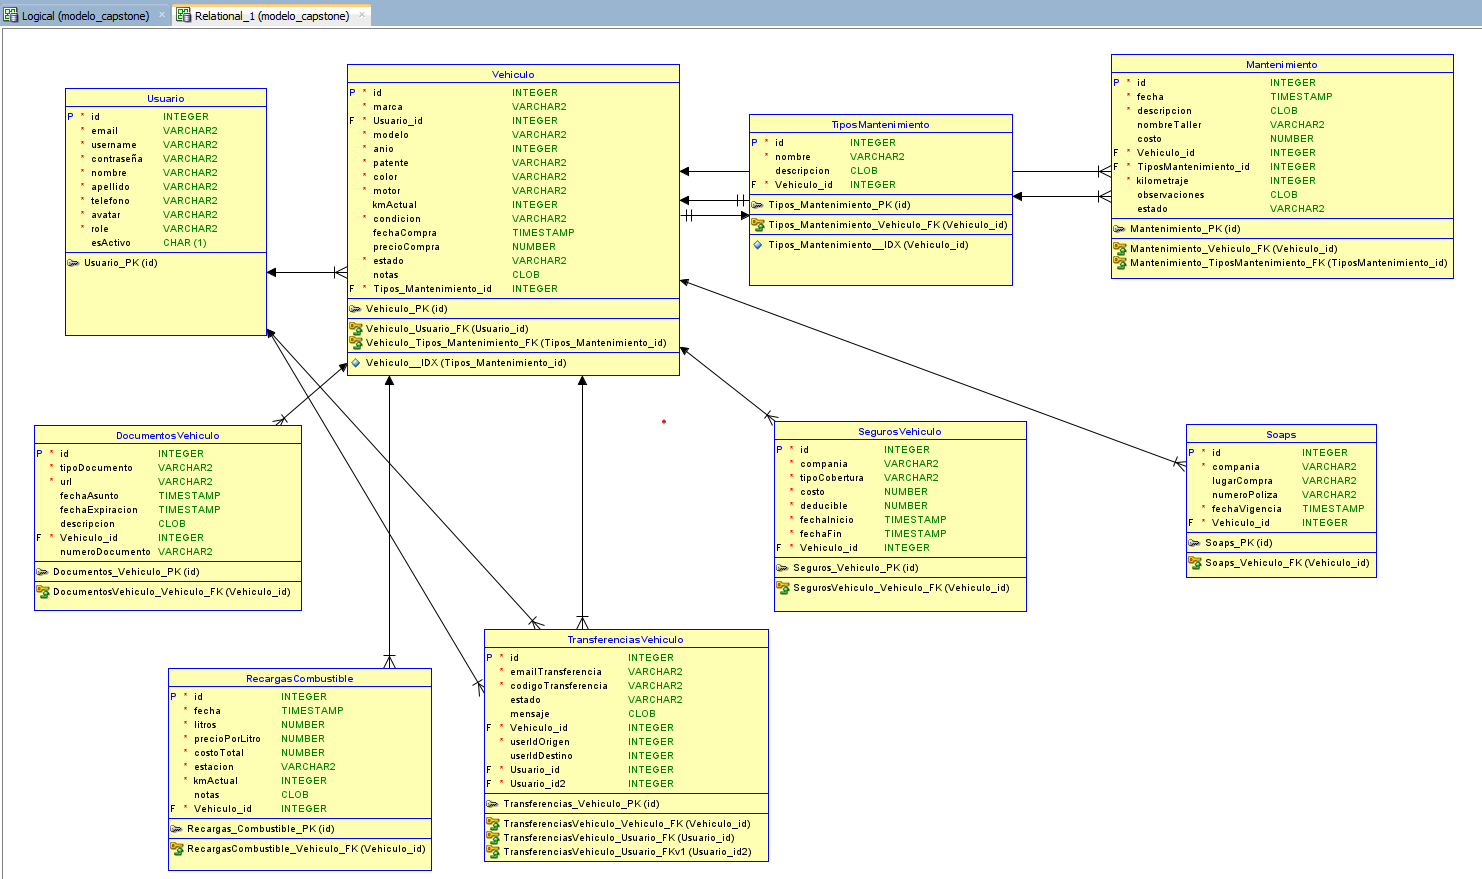 Logical (modelo_capstone)
Relational_1 (modelo_capstone)
Usuario
P * id INTEGER
* email VARCHAR2
* username VARCHAR2
* contraseña VARCHAR2
* nombre VARCHAR2
* apellido VARCHAR2
* telefono VARCHAR2
* avatar VARCHAR2
* role VARCHAR2
esActivo CHAR (1)
Usuario_PK (id)
Vehiculo
P * id INTEGER
* marca VARCHAR2
F * Usuario_id INTEGER
* modelo VARCHAR2
* anio INTEGER
* patente VARCHAR2
* color VARCHAR2
* motor VARCHAR2
kmActual INTEGER
* condicion VARCHAR2
fechaCompra TIMESTAMP
precioCompra NUMBER
* estado VARCHAR2
notas CLOB
F * Tipos_Mantenimiento_id INTEGER
Vehiculo_PK (id)
Vehiculo_Usuario_FK (Usuario_id)
Vehiculo_Tipos_Mantenimiento_FK (Tipos_Mantenimiento_id)
Vehiculo__IDX (Tipos_Mantenimiento_id)
TiposMantenimiento
P * id INTEGER
* nombre VARCHAR2
descripcion CLOB
F * Vehiculo_id INTEGER
Tipos_Mantenimiento_PK (id)
Tipos_Mantenimiento_Vehiculo_FK (Vehiculo_id)
Tipos_Mantenimiento__IDX (Vehiculo_id)
Mantenimiento
P * id INTEGER
* fecha TIMESTAMP
* descripcion CLOB
nombreTaller VARCHAR2
costo NUMBER
F * Vehiculo_id INTEGER
F * TiposMantenimiento_id INTEGER
* kilometraje INTEGER
observaciones CLOB
estado VARCHAR2
Mantenimiento_PK (id)
Mantenimiento_Vehiculo_FK (Vehiculo_id)
Mantenimiento_TiposMantenimiento_FK (TiposMantenimiento_id)
DocumentosVehiculo
P * id INTEGER
* tipoDocumento VARCHAR2
* url VARCHAR2
fechaAsunto TIMESTAMP
fechaExpiracion TIMESTAMP
descripcion CLOB
F * Vehiculo_id INTEGER
numeroDocumento VARCHAR2
Documentos_Vehiculo_PK (id)
DocumentosVehiculo_Vehiculo_FK (Vehiculo_id)
SegurosVehiculo
P * id INTEGER
* compania VARCHAR2
* tipoCobertura VARCHAR2
* costo NUMBER
* deducible NUMBER
* fechaInicio TIMESTAMP
* fechaFin TIMESTAMP
F * Vehiculo_id INTEGER
Seguros_Vehiculo_PK (id)
SegurosVehiculo_Vehiculo_FK (Vehiculo_id)
Soaps
P * id INTEGER
* compania VARCHAR2
lugarCompra VARCHAR2
numeroPoliza VARCHAR2
* fechaVigencia TIMESTAMP
F * Vehiculo_id INTEGER
Soaps_PK (id)
Soaps_Vehiculo_FK (Vehiculo_id)
RecargasCombustible
P * id INTEGER
* fecha TIMESTAMP
* litros NUMBER
* precioPorLitro NUMBER
* costoTotal NUMBER
* estacion VARCHAR2
* kmActual INTEGER
notas CLOB
F * Vehiculo_id INTEGER
Recargas_Combustible_PK (id)
RecargasCombustible_Vehiculo_FK (Vehiculo_id)
TransferenciasVehiculo
P * id INTEGER
* emailTransferencia VARCHAR2
* codigoTransferencia VARCHAR2
estado VARCHAR2
mensaje CLOB
F * Vehiculo_id INTEGER
* userIdOrigen INTEGER
userIdDestino INTEGER
F * Usuario_id INTEGER
F * Usuario_id2 INTEGER
Transferencias_Vehiculo_PK (id)
TransferenciasVehiculo_Vehiculo_FK (Vehiculo_id)
TransferenciasVehiculo_Usuario_FK (Usuario_id)
TransferenciasVehiculo_Usuario_FKv1 (Usuario_id2)